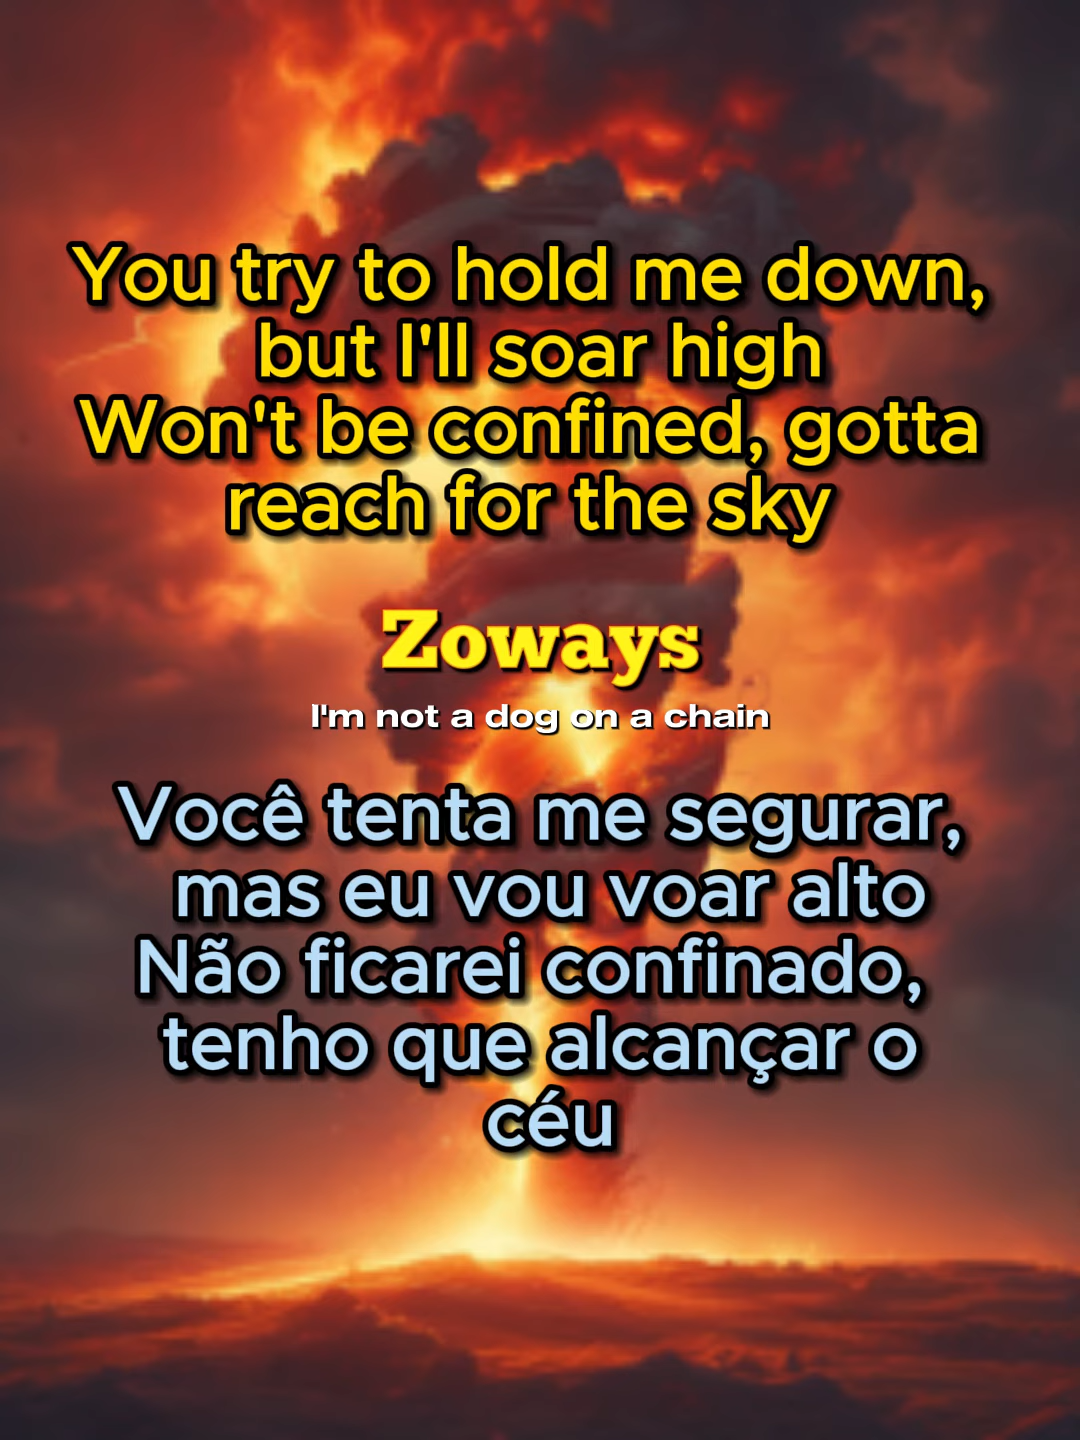 You try to hold me down,
but I'll soar high
Won't be confined, gotta
reach for the sky
Zoways
I'm not a dog on a chain
Você tenta me segurar,
mas eu vou voar alto
Não ficarei confinado,
tenho que alcançar o
céu